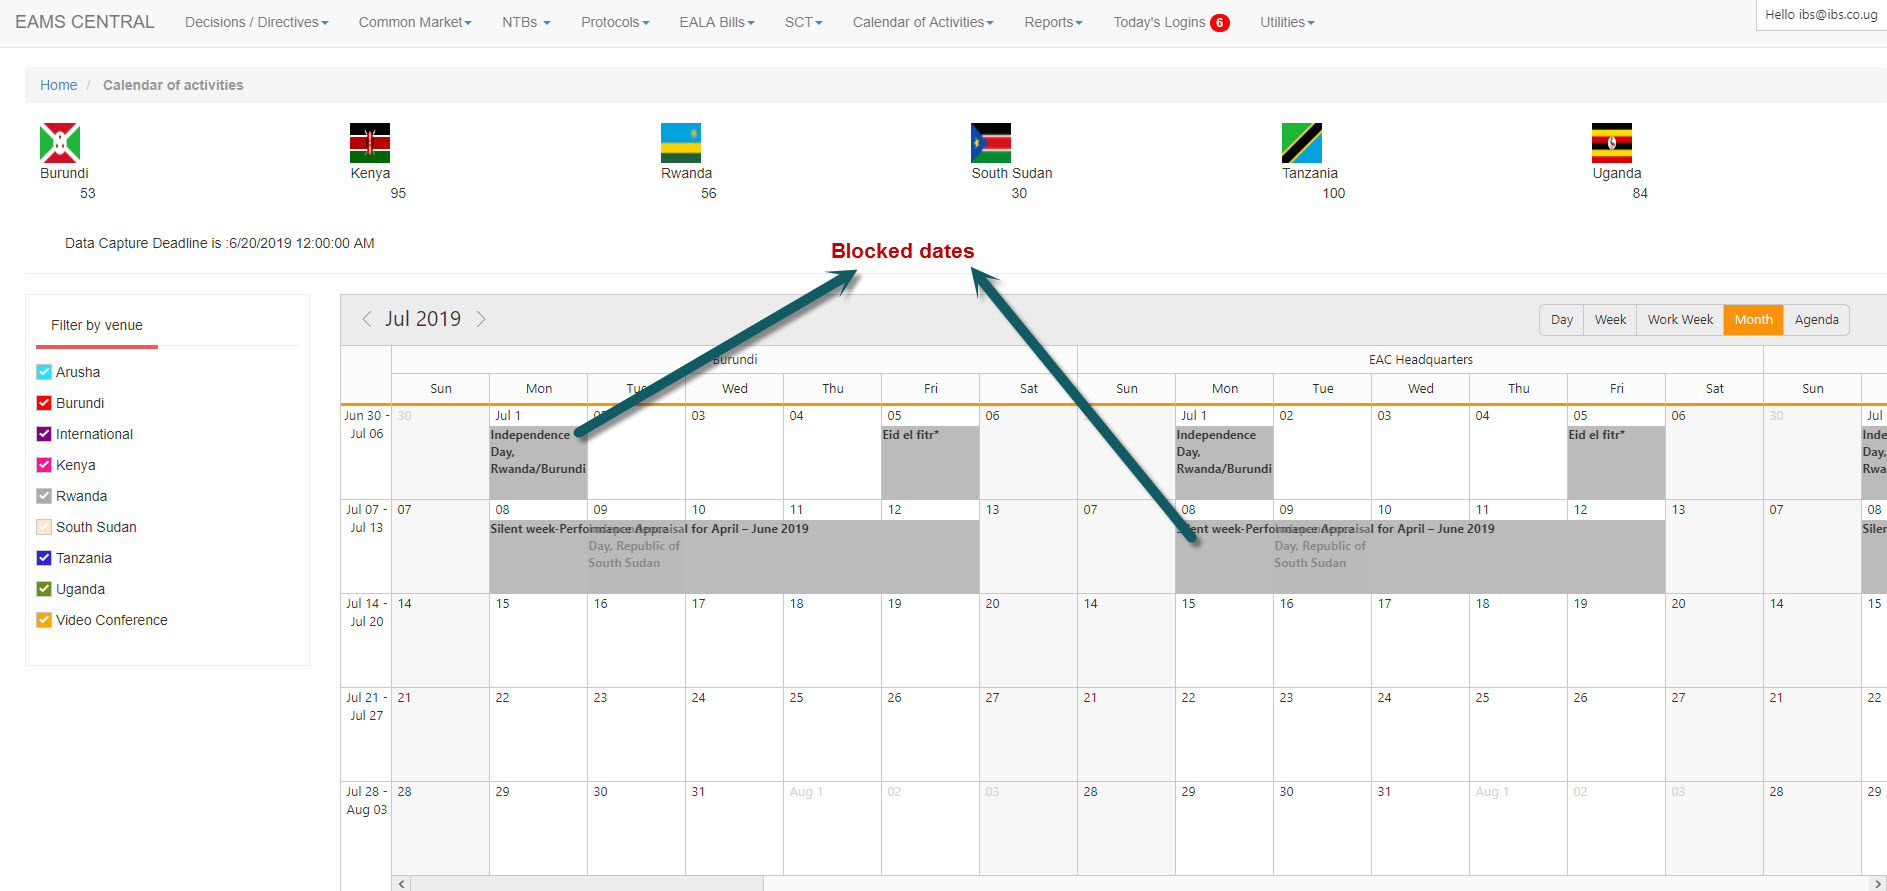 EAMS CENTRAL Decisions / Directives Common Market NTBs Protocols EALA Bills SCT Calendar of Activities Reports Today's Logins 6 Utilities Hello ibs@ibs.co.ug
Home / Calendar of activities
Burundi Kenya Rwanda South Sudan Tanzania Uganda
53 95 56 30 100 84
Data Capture Deadline is :6/20/2019 12:00:00 AM
Blocked dates
Filter by venue
Arusha
Burundi
International
Kenya
Rwanda
South Sudan
Tanzania
Uganda
Video Conference
Jul 2019 Day Week Work Week Month Agenda
Burundi EAC Headquarters
Sun Mon Tue Wed Thu Fri Sat Sun Mon Tue Wed Thu Fri Sat Sun
Jun 30 - 30 Jul 1 02 03 04 05 06 Jul 1 02 03 04 05 06 30 Jul
Jul 06
Independence Eid el fitr* Independence Eid el fitr* Inde
Day, Day, Day,
Rwanda/Burundi Rwanda/Burundi Rwa
Jul 07 - 07 08 09 10 11 12 13 07 08 09 10 11 12 13 07 08
Jul 13
Silent week-Performance Appraisal for April – June 2019 Silent week-Performance Appraisal for April – June 2019 Silen
Day, Republic of Day, Republic of
South Sudan South Sudan
Jul 14 - 14 15 16 17 18 19 20 14 15 16 17 18 19 20 14 15
Jul 20
Jul 21 - 21 22 23 24 25 26 27 21 22 23 24 25 26 27 21 22
Jul 27
Jul 28 - 28 29 30 31 Aug 1 02 03 28 29 30 31 Aug 1 02 03 28 29
Aug 03